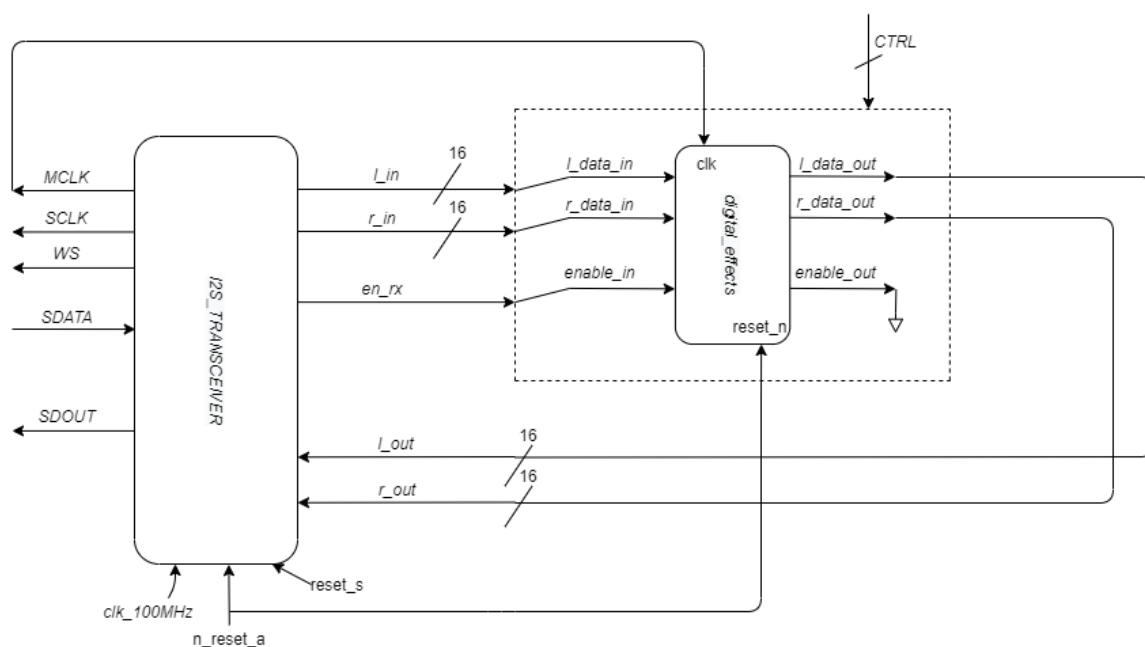 CTRL
16
l_in
l_data_in
clk
l_data_out
MCLK
16
r_in
r_data_in
r_data_out
SCLK
WS
digital_effects
en_rx
enable_in
enable_out
I2S_TRANSCEIVER
SDATA
reset_n
SDOUT
l_out
16
r_out
16
reset_s
clk_100MHz
n_reset_a